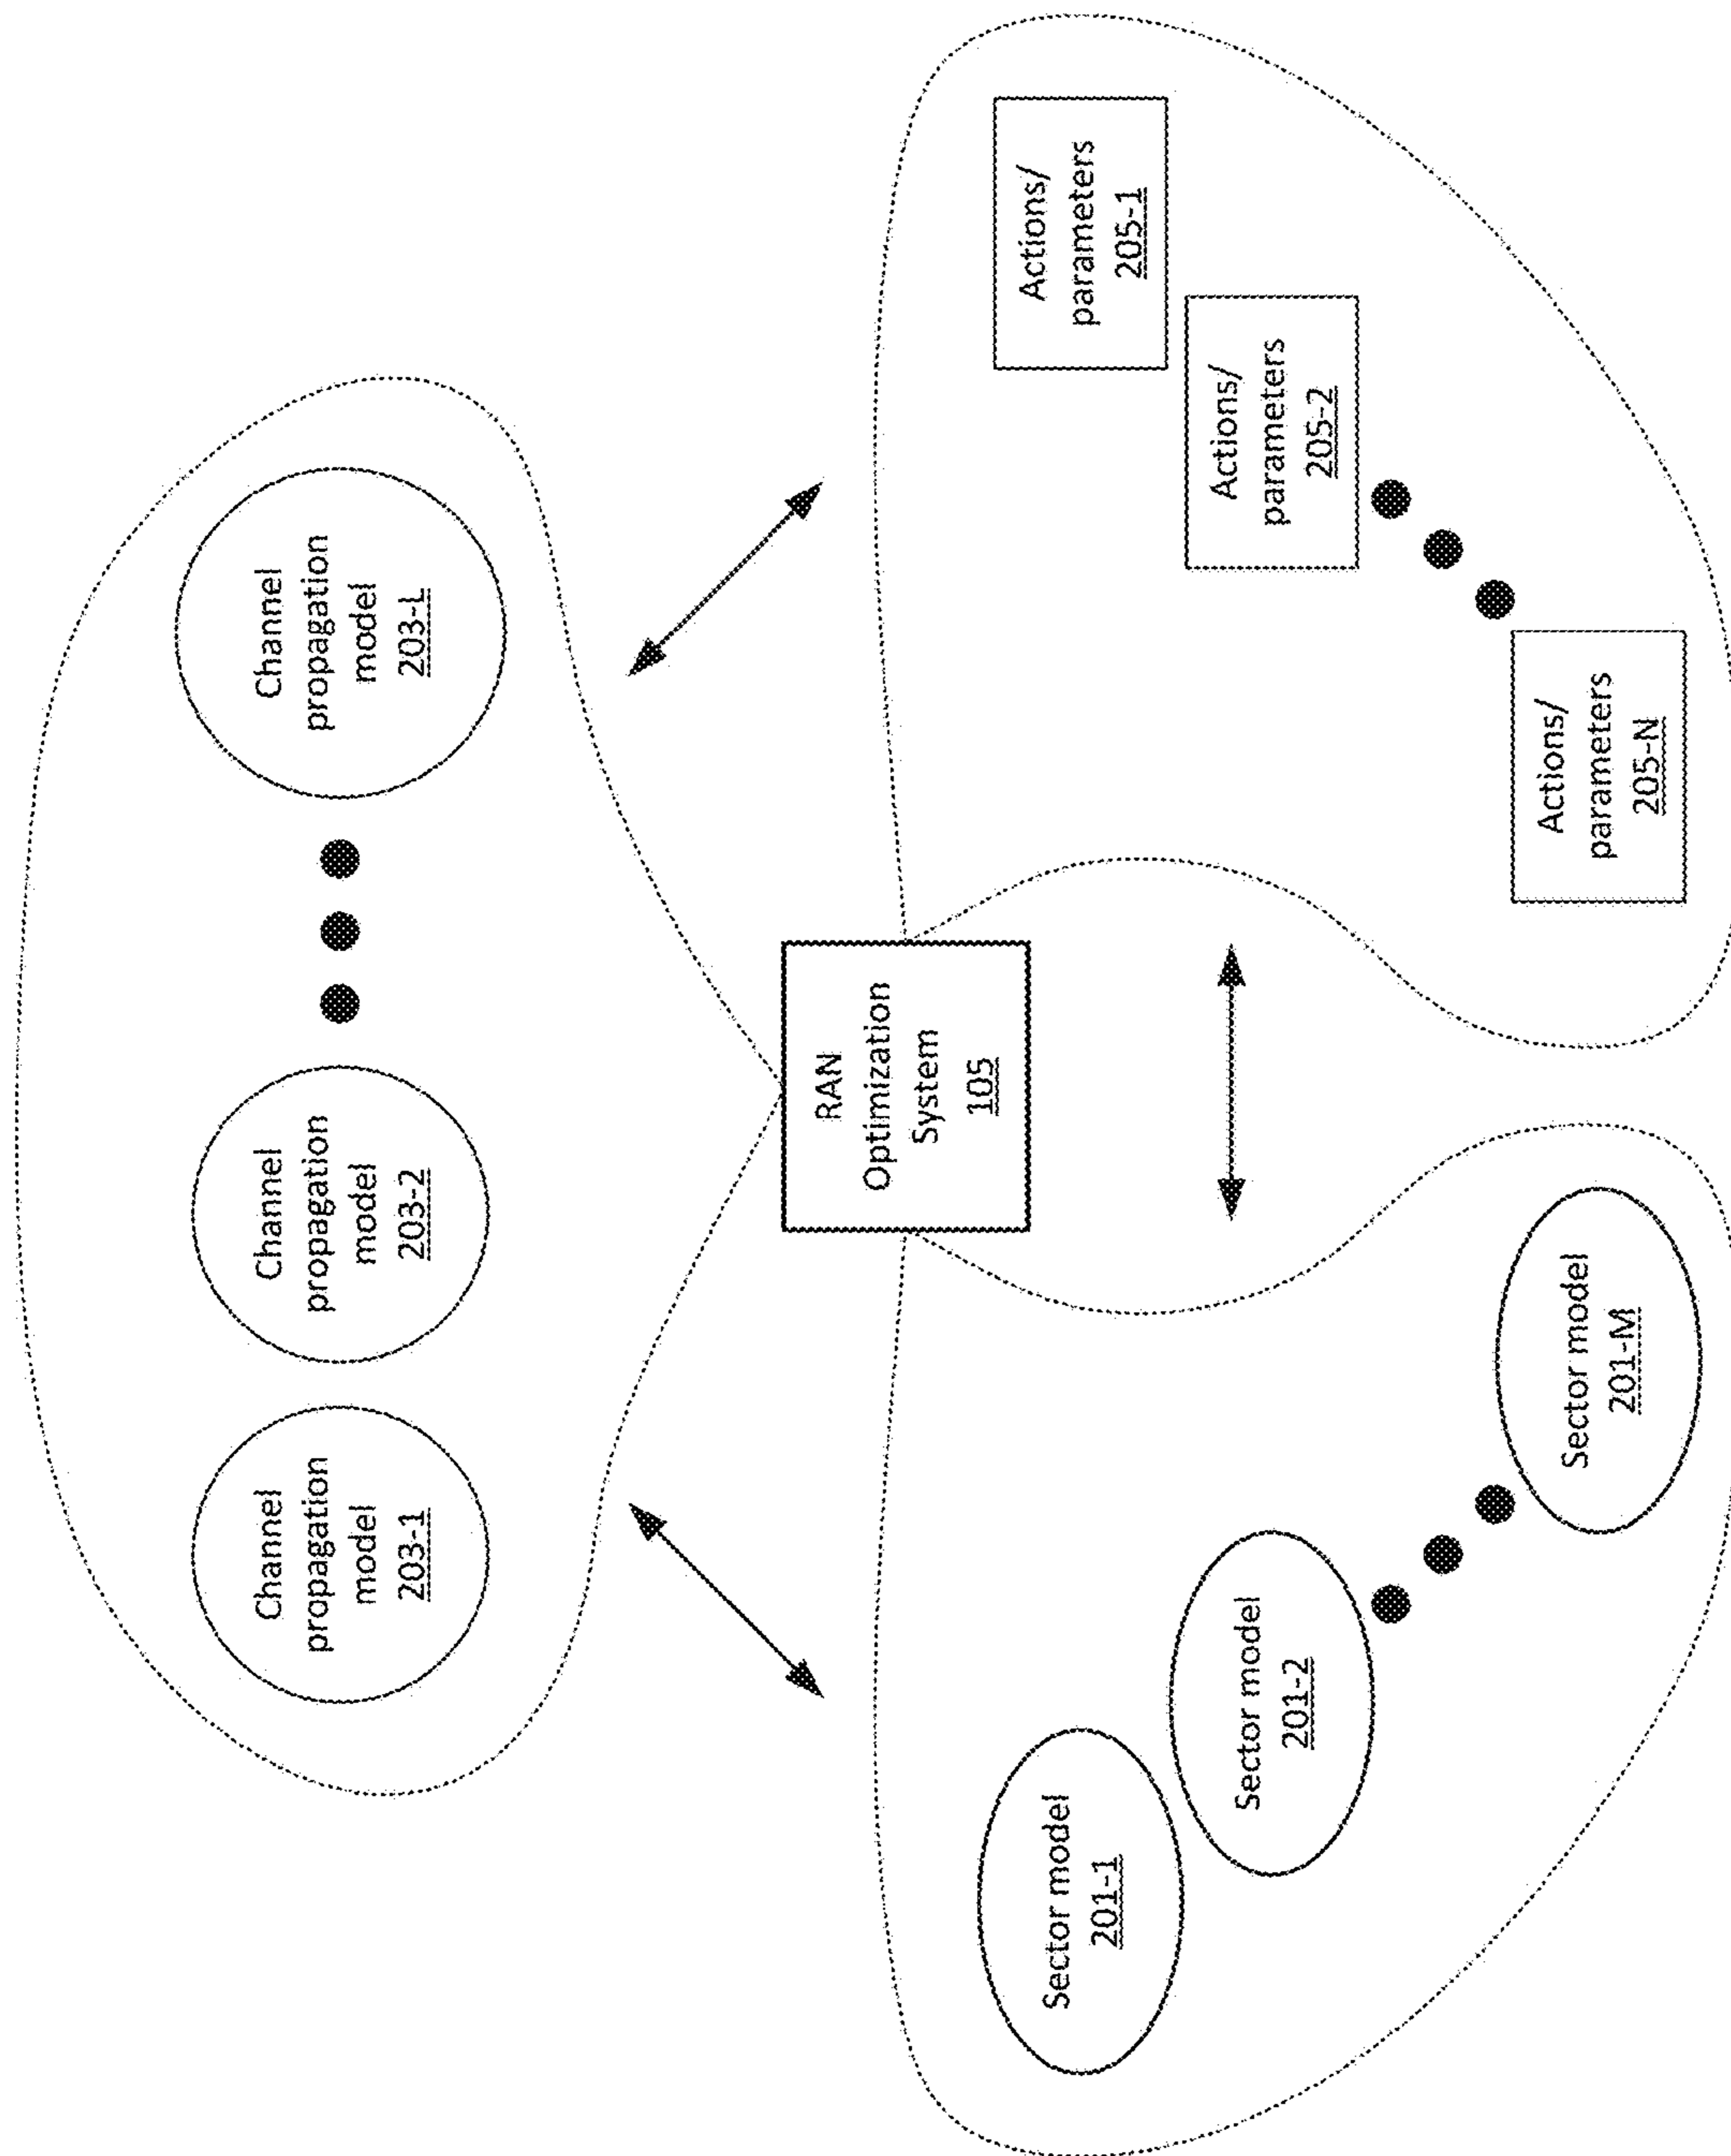 Channel
propagation
model
203-1
Channel
propagation
model
203-2
Channel
propagation
model
203-L
RAN
Optimization
System
105
Sector model
201-1
Sector model
201-2
Sector model
201-M
Actions/
parameters
205-1
Actions/
parameters
205-2
Actions/
parameters
205-N